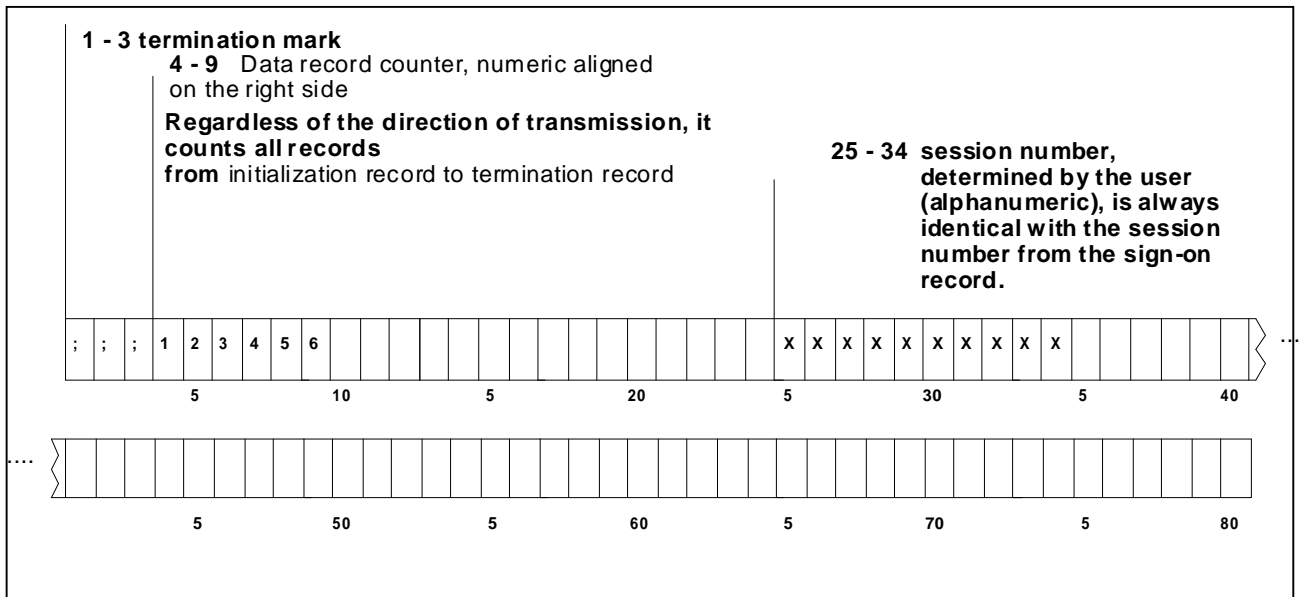 1 - 3 termination mark
4 - 9 Data record counter, numeric aligned
on the right side
Regardless of the direction of transmission, it
counts all records
from initialization record to termination record
25 - 34 session number,
determined by the user
(alphanumeric), is always
identical with the session
number from the sign-on
record.
; ; ; 1 2 3 4 5 6 X X X X X X X X X X ...
5 10 5 20 5 30 5 40
....
5 50 5 60 5 70 5 80